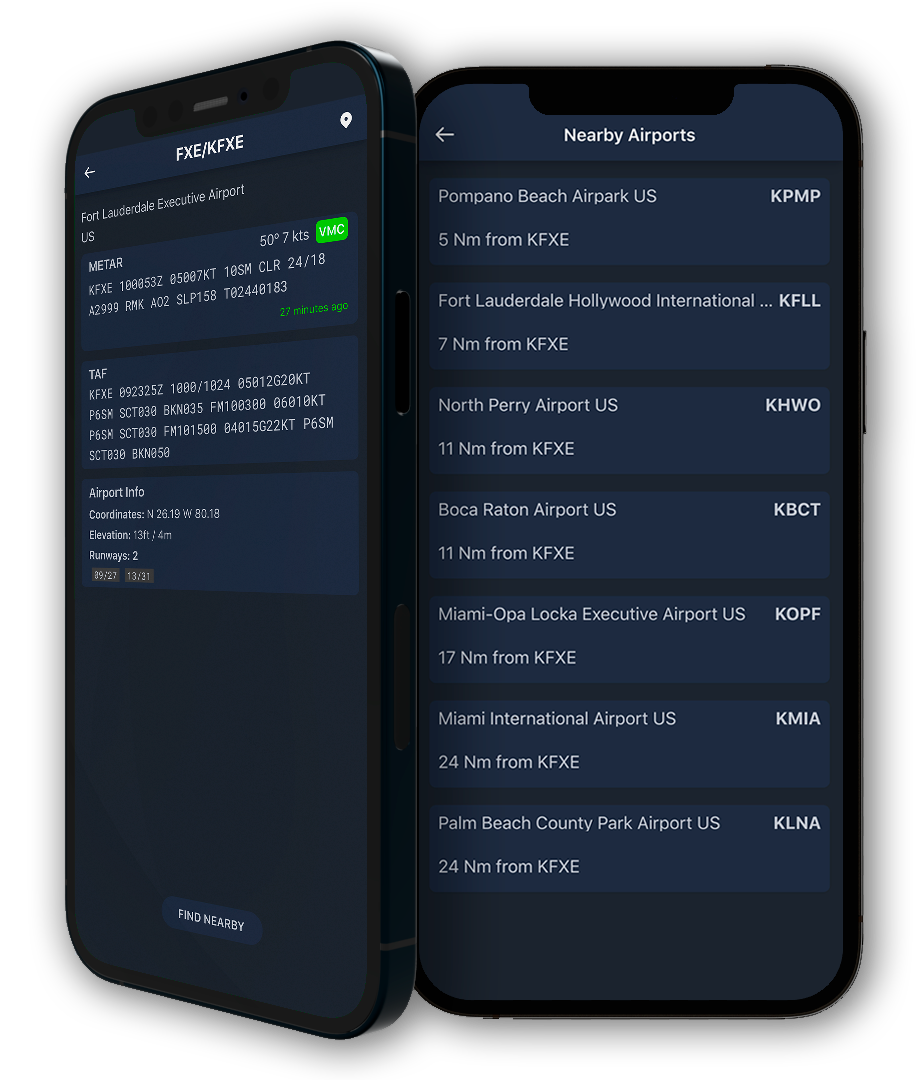 FXE/KFXE
Fort Lauderdale Executive Airport
US
50° 7 kts VMC
METAR
KFXE 100053Z 05007KT 10SM CLR 24/18
A2999 RMK AO2 SLP158 T02440183
27 minutes ago
TAF
KFXE 092325Z 1000/1024 05012G20KT
P6SM SCT030 BKN035 FM100300 06010KT
P6SM SCT030 FM101500 04015G22KT P6SM
SCT030 BKN050
Airport Info
Coordinates: N 26.19 W 80.18
Elevation: 13ft / 4m
Runways: 2
09/27 13/31
FIND NEARBY
Nearby Airports
Pompano Beach Airpark US KPMP
5 Nm from KFXE
Fort Lauderdale Hollywood International ... KFLL
7 Nm from KFXE
North Perry Airport US KHWO
11 Nm from KFXE
Boca Raton Airport US KBCT
11 Nm from KFXE
Miami-Opa Locka Executive Airport US KOPF
17 Nm from KFXE
Miami International Airport US KMIA
24 Nm from KFXE
Palm Beach County Park Airport US KLNA
24 Nm from KFXE